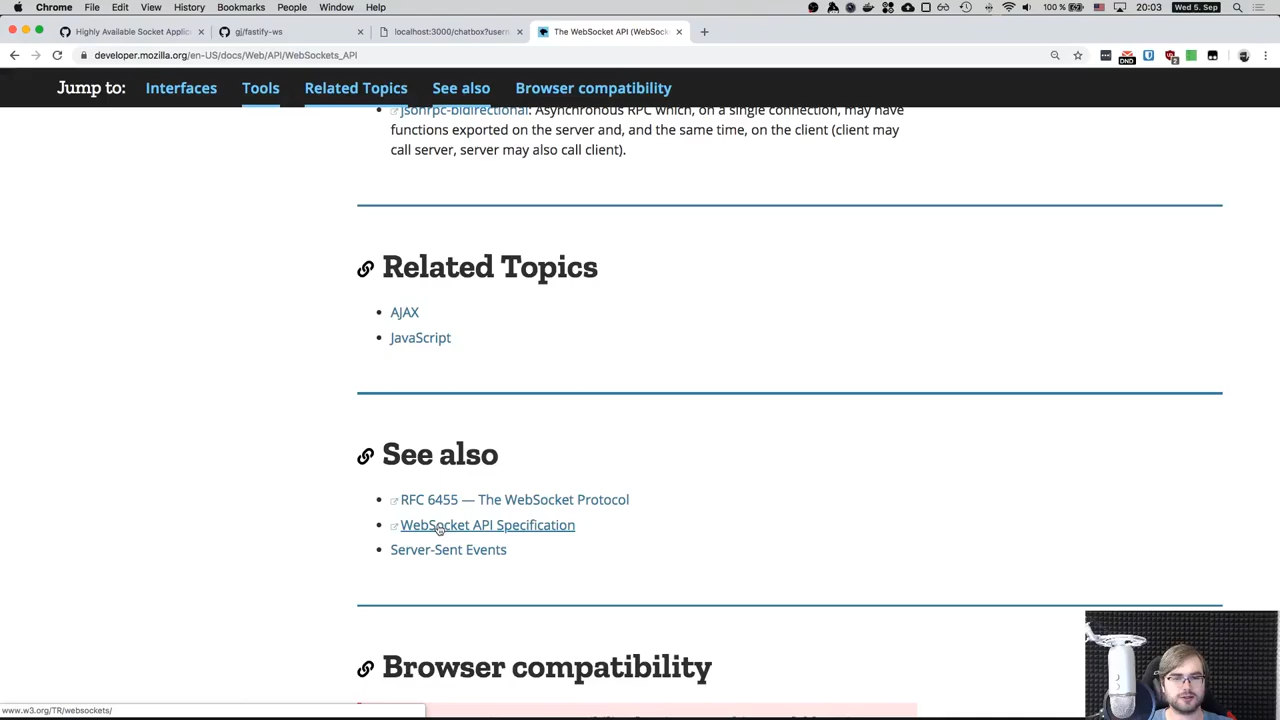 Chrome File Edit View History Bookmarks People Window Help
100 % 20:03 Wed 5. Sep
Highly Available Socket Applic
gj/fastify-ws
localhost:3000/chatbox?usern
The WebSocket API (WebSock
developer.mozilla.org/en-US/docs/Web/API/WebSockets_API
DND
2
Jump to: Interfaces Tools Related Topics See also Browser compatibility
jsonrpc-bidirectional: Asynchronous RPC which, on a single connection, may have
functions exported on the server and, and the same time, on the client (client may
call server, server may also call client).
Related Topics
AJAX
JavaScript
See also
RFC 6455 — The WebSocket Protocol
WebSocket API Specification
Server-Sent Events
Browser compatibility
www.w3.org/TR/websockets/